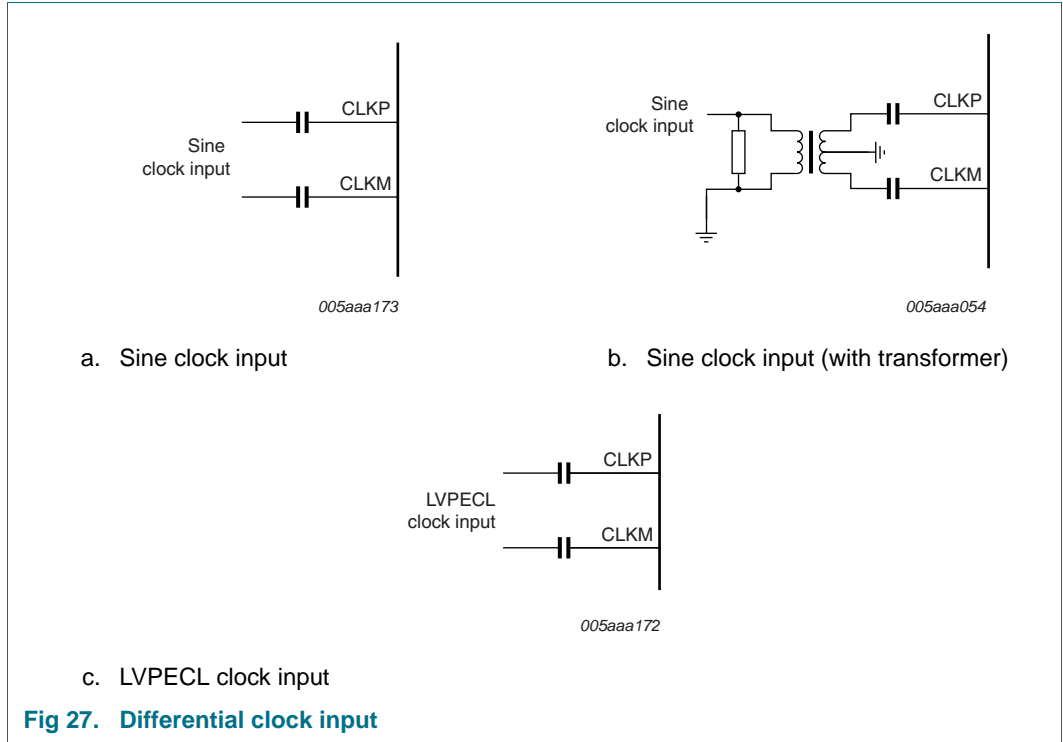 CLKP
Sine
clock input
CLKM
005aaa173
a. Sine clock input
Sine
clock input
CLKP
CLKM
005aaa054
b. Sine clock input (with transformer)
CLKP
LVPECL
clock input
CLKM
005aaa172
c. LVPECL clock input
Fig 27. Differential clock input